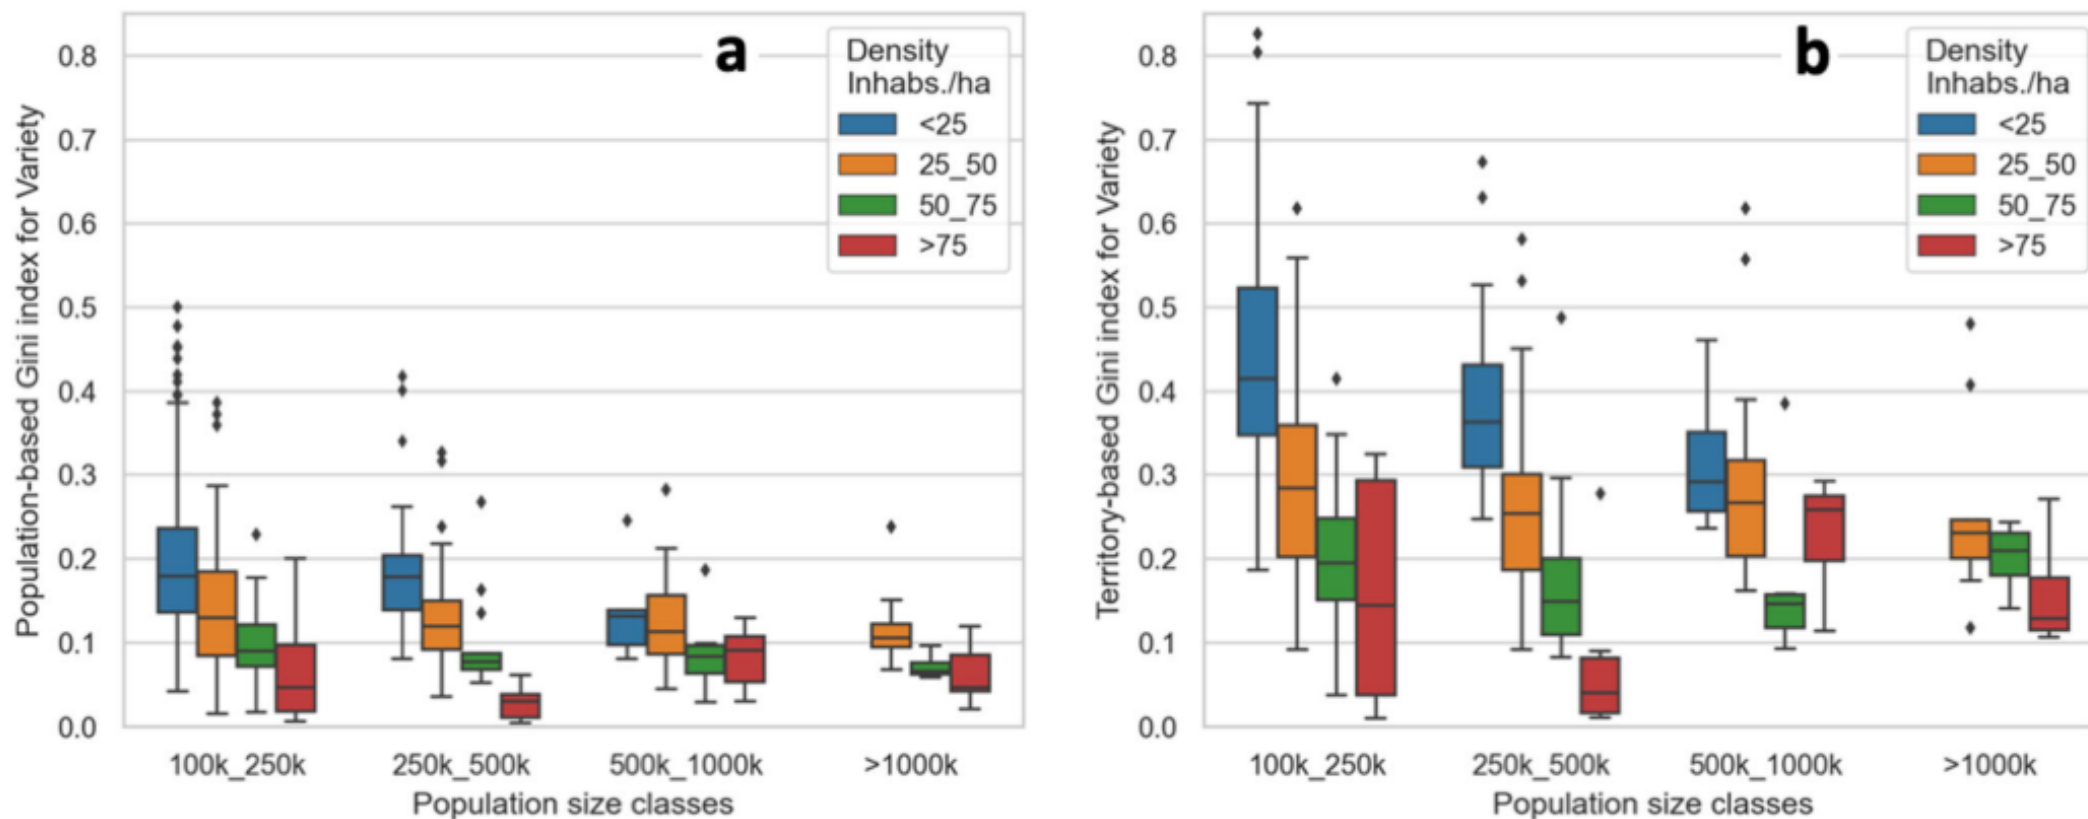 a
Density
Inhabs./ha
<25
25_50
50_75
>75
Population-based Gini index for Variety
0.8
0.7
0.6
0.5
0.4
0.3
0.2
0.1
0.0
100k_250k 250k_500k 500k_1000k >1000k
Population size classes
b
Density
Inhabs./ha
<25
25_50
50_75
>75
Territory-based Gini index for Variety
0.8
0.7
0.6
0.5
0.4
0.3
0.2
0.1
0.0
100k_250k 250k_500k 500k_1000k >1000k
Population size classes